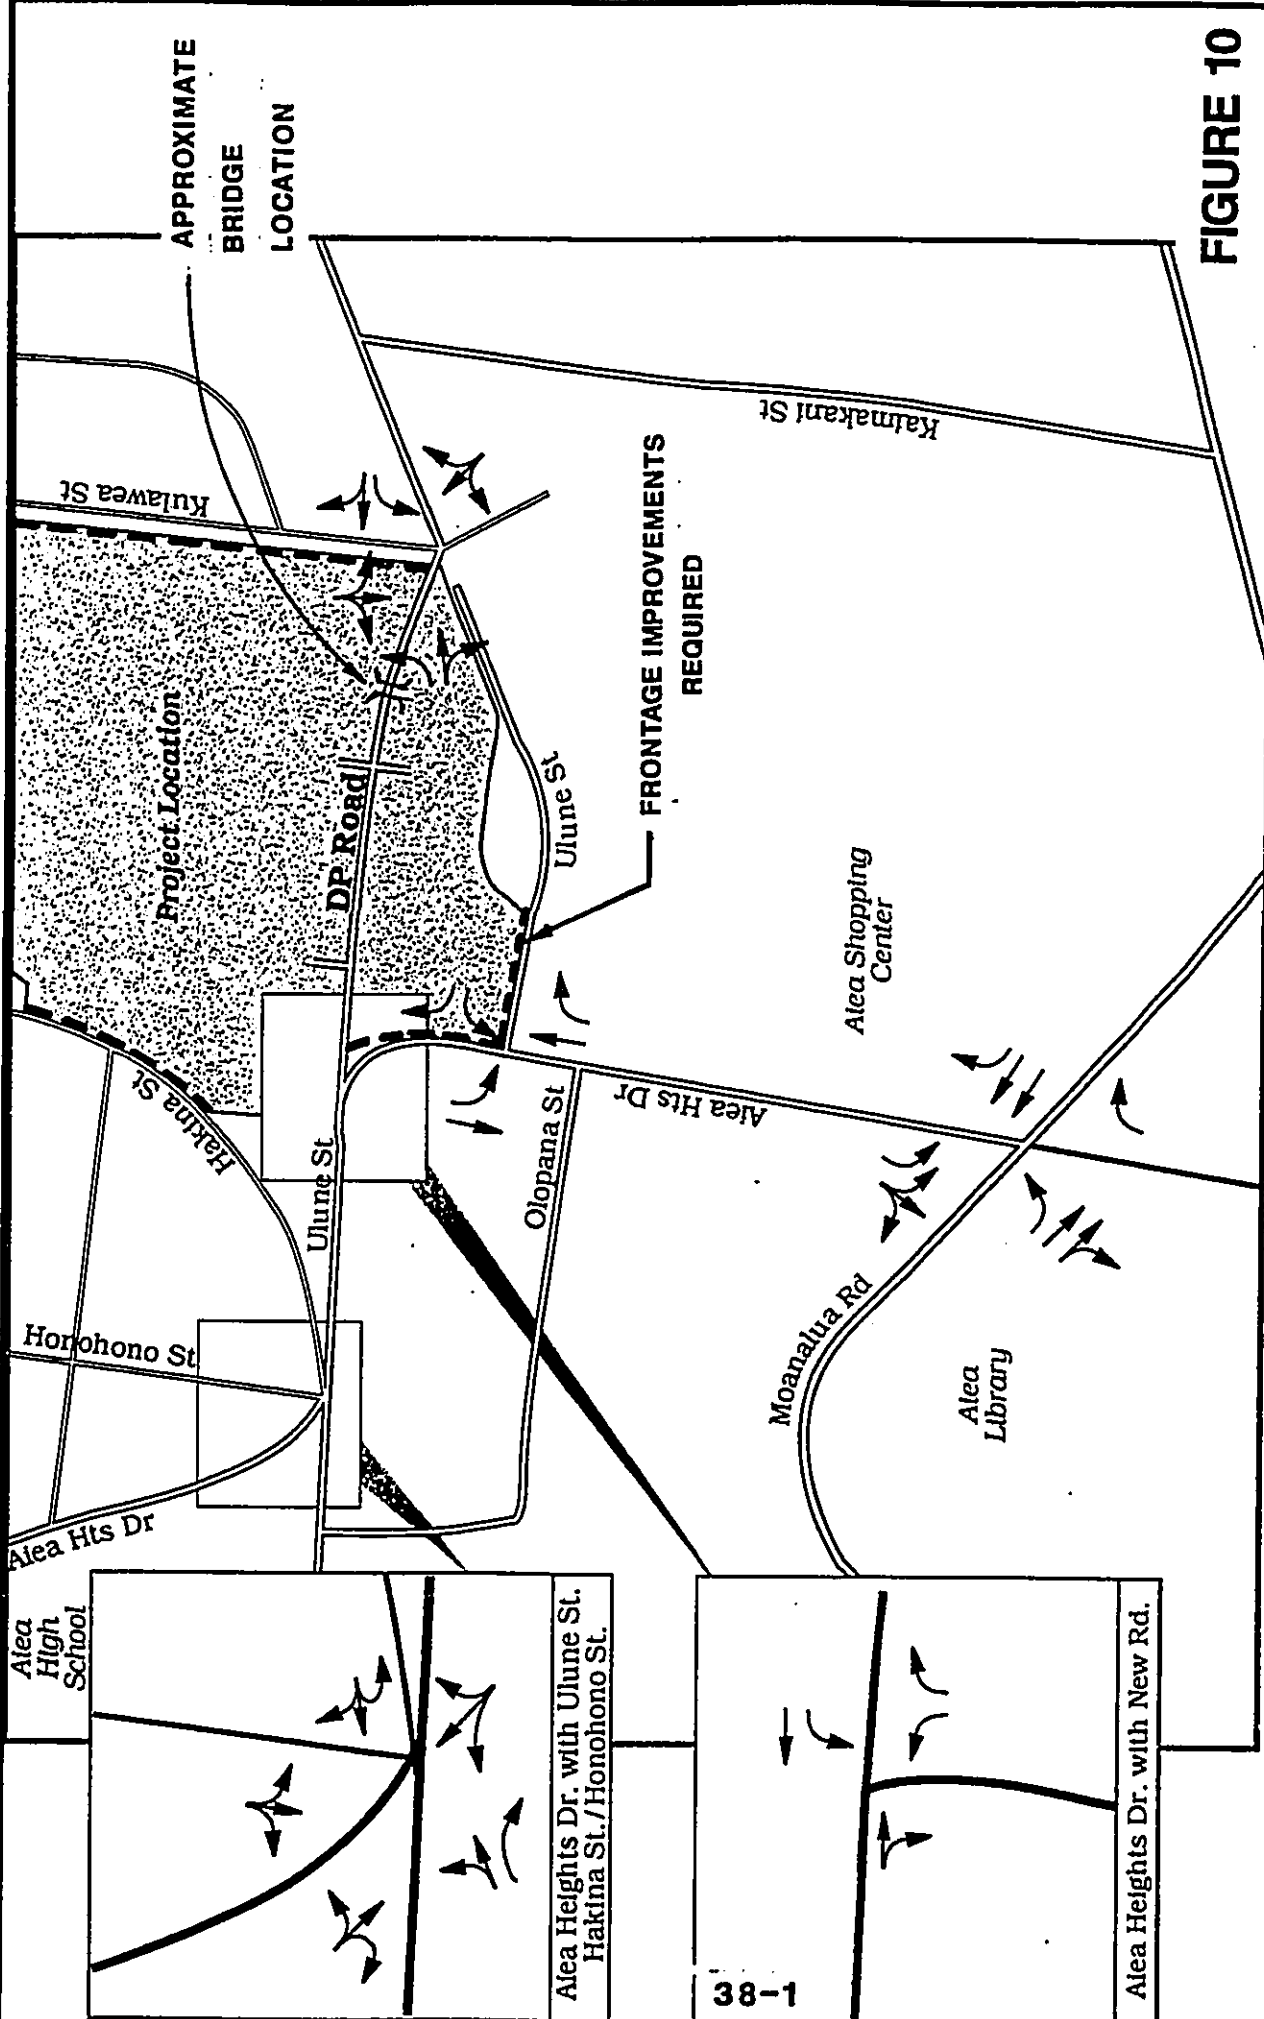 APPROXIMATE
BRIDGE
LOCATION
FIGURE 10
Kulawea St
Kaimakani St
Project Location
DP Road
FRONTAGE IMPROVEMENTS
REQUIRED
Ulune St
Aiea Shopping
Center
Hakina St
Ulune St
Olopana St
Aiea Hts Dr
Honohono St
Moanalua Rd
Aiea
Library
Aiea Hts Dr
Aiea
High
School
Aiea Heights Dr. with Ulune St.
Hakina St./Honohono St.
Aiea Heights Dr. with New Rd.
38-1